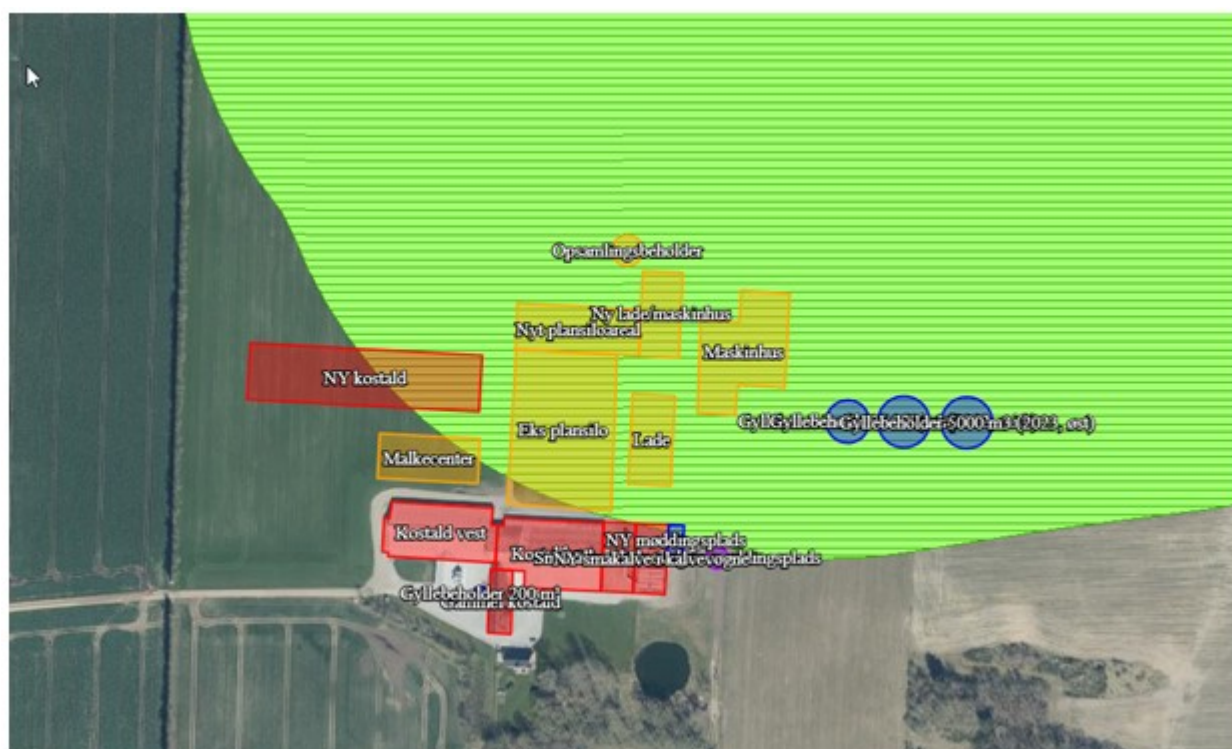 Opsamlingsbeholder
Ny lade/maskinhus
Nyt plansiloareal
Maskinhus
NY kostald
Gyllebeholder 5000 m3 (2023, øst)
Eks plansilo
Lade
Malkecenter
Kostald vest
NY møddingsplads
Gyllebeholder 200 m³
Gammel kostald